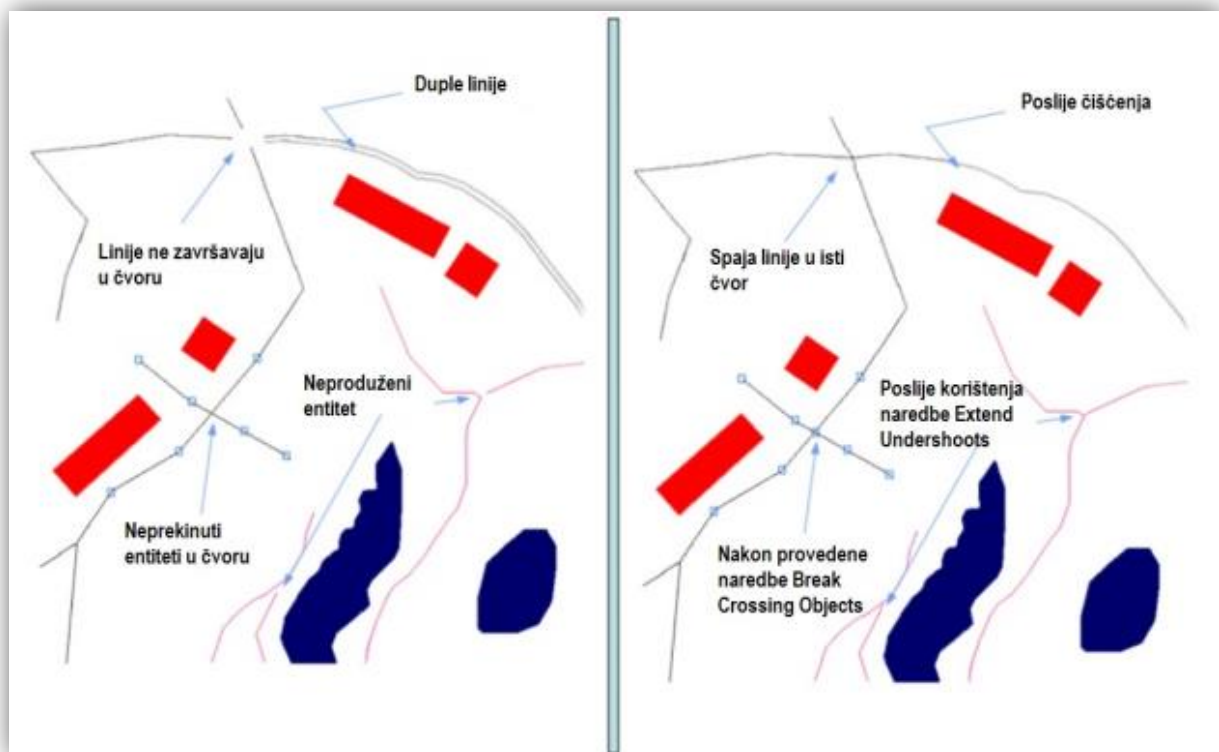 Duple linije
Linije ne završavaju
u čvoru
Neproduženi
entitet
Neprekinuti
entiteti u čvoru
Poslije čišćenja
Spaja linije u isti
čvor
Poslije korištenja
naredbe Extend
Undershoots
Nakon provedene
naredbe Break
Crossing Objects